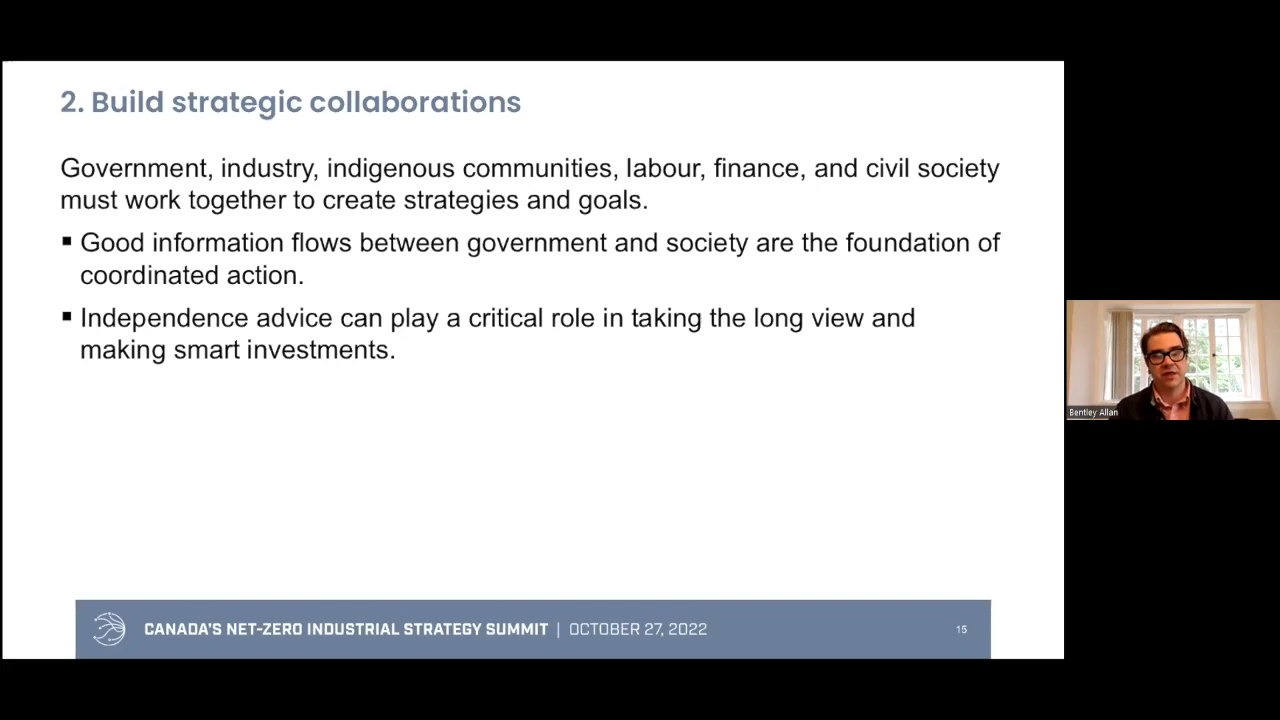 2. Build strategic collaborations
Government, industry, indigenous communities, labour, finance, and civil society
must work together to create strategies and goals.
▪ Good information flows between government and society are the foundation of
coordinated action.
▪ Independence advice can play a critical role in taking the long view and
making smart investments.
Bentley Allan
CANADA'S NET-ZERO INDUSTRIAL STRATEGY SUMMIT | OCTOBER 27, 2022
15